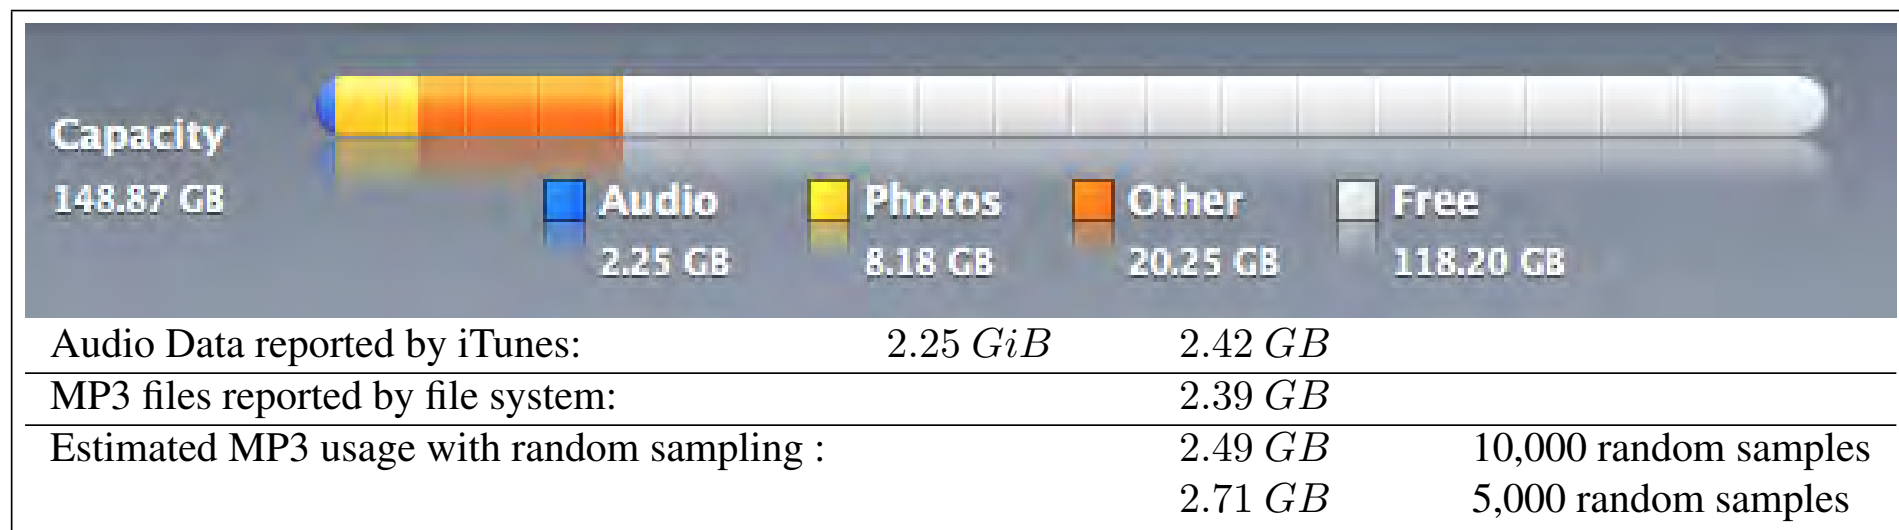 Capacity
148.87 GB
Audio
2.25 GB
Photos
8.18 GB
Other
20.25 GB
Free
118.20 GB
Audio Data reported by iTunes: 2.25 GiB 2.42 GB
MP3 files reported by file system: 2.39 GB
Estimated MP3 usage with random sampling : 2.49 GB 10,000 random samples
2.71 GB 5,000 random samples